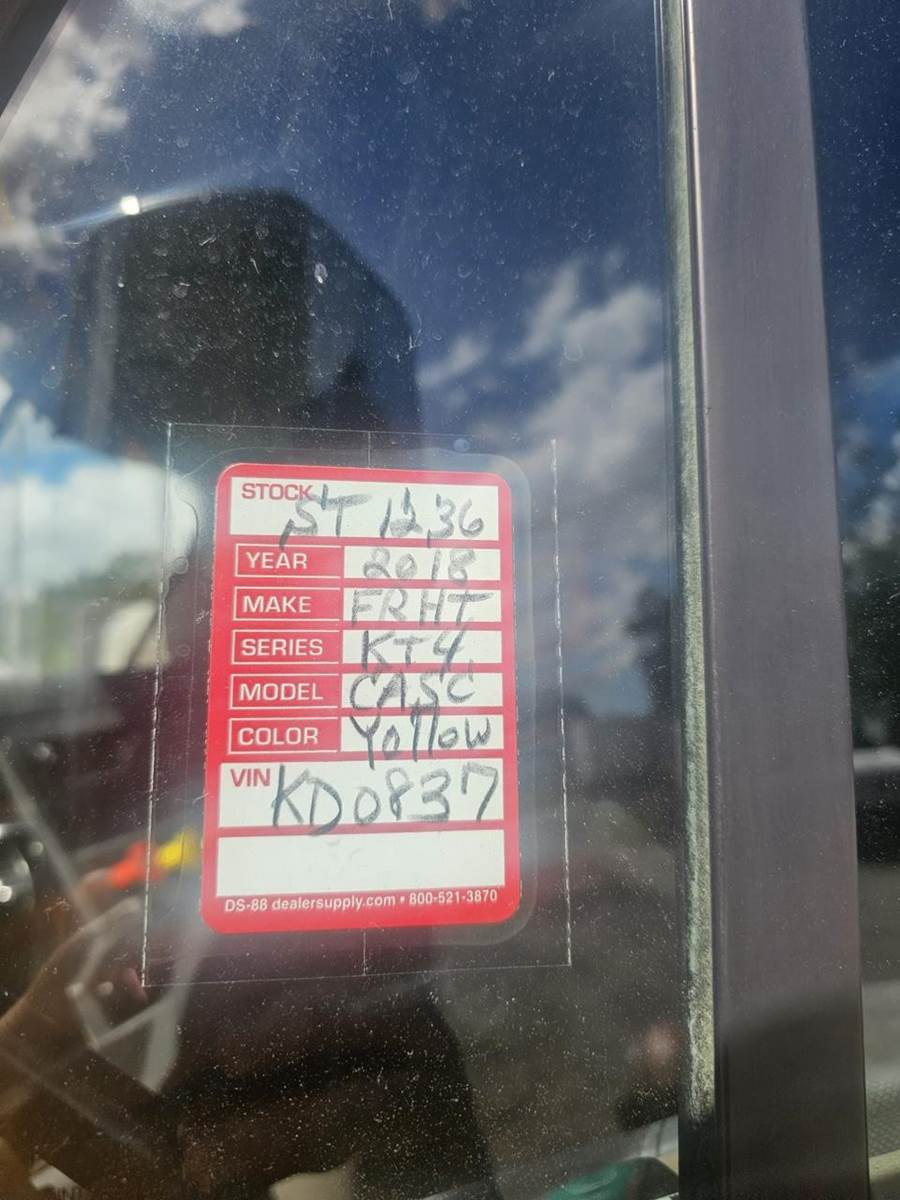 STOCK ST 1236
YEAR 2018
MAKE FRHT
SERIES KT4
MODEL CASC
COLOR Yollow
VIN KD0837
DS-88 dealersupply.com • 800-521-3870